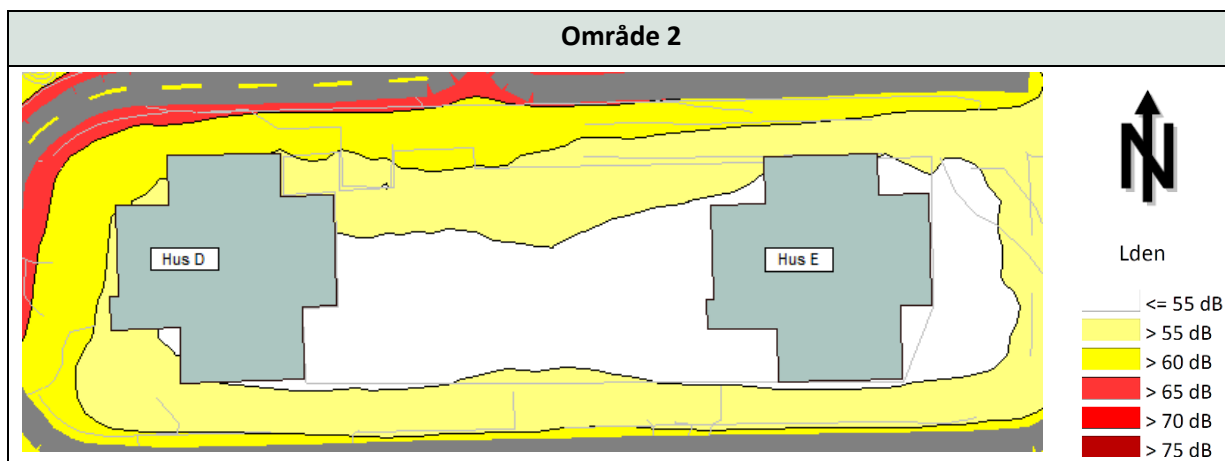 Område 2
Hus D
Hus E
N
Lden
<= 55 dB
> 55 dB
> 60 dB
> 65 dB
> 70 dB
> 75 dB